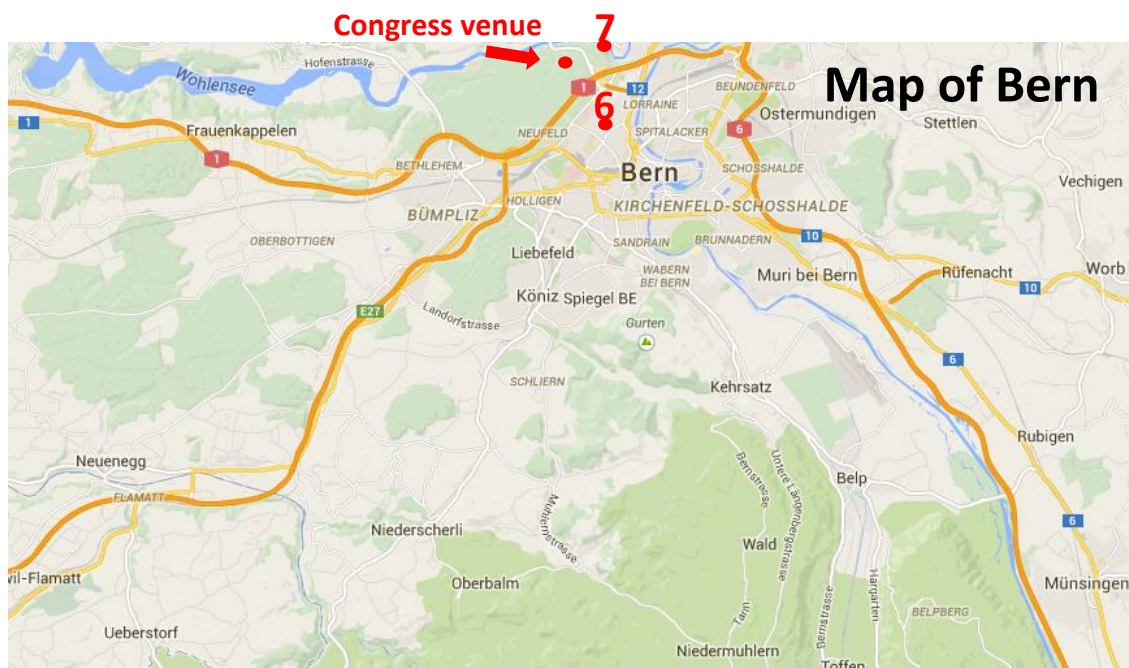 Congress venue
7
Map of Bern
Wohlensee
Hofenstrasse
1
12
BEUNDENFELD
6
LORRAINE
Ostermundigen
Stettlen
1
Frauenkappelen
NEUFELD
SPITALACKER
6
1
BETHLEHEM
Bern
SCHOSSHALDE
Vechigen
HOLLIGEN
KIRCHENFELD-SCHOSSHALDE
BÜMPLIZ
OBERBOTTIGEN
Liebefeld
SANDRAIN
BRUNNADERN
10
WABERN
BEI BERN
Muri bei Bern
Rüfenacht
Worb
10
Köniz
Spiegel BE
E27
Landorfstrasse
Gurten
6
SCHLIERN
Kehrsatz
Rubigen
Neuenegg
Bernstrasse
Untere Längenbergstrasse
Belp
FLAMATT
Mühlernstrasse
6
Niederscherli
Wald
wil-Flamatt
Oberbalm
Hargarten
Münsingen
Tann
Bernstrasse
BELPBERG
Ueberstorf
Niedermuhlern
Toffen